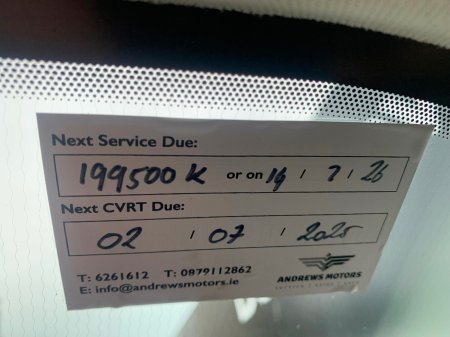 Next Service Due:
199500 K or on 19 / 7 / 26
Next CVRT Due:
02 / 07 / 2025
T: 6261612 T: 0879112862
E: info@andrewsmotors.ie
ANDREWS MOTORS